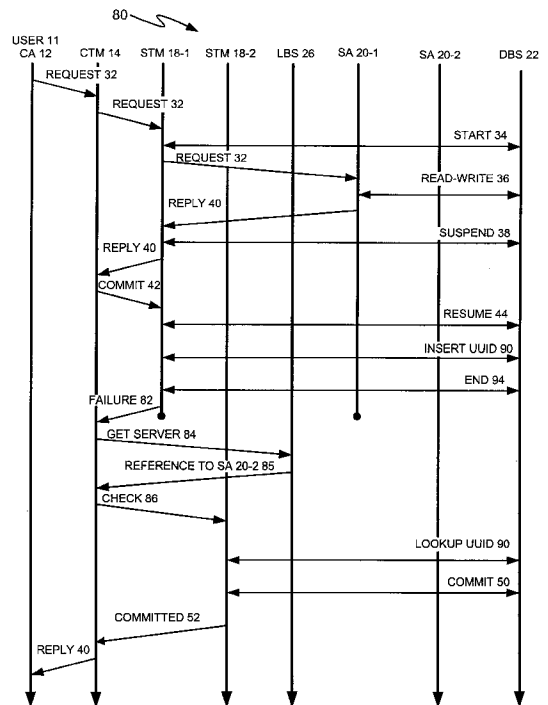 80
USER 11
CA 12
CTM 14
STM 18-1
STM 18-2
LBS 26
SA 20-1
SA 20-2
DBS 22
REQUEST 32
REQUEST 32
START 34
REQUEST 32
READ-WRITE 36
REPLY 40
SUSPEND 38
REPLY 40
COMMIT 42
RESUME 44
INSERT UUID 90
END 94
FAILURE 82
GET SERVER 84
REFERENCE TO SA 20-2 85
CHECK 86
LOOKUP UUID 90
COMMIT 50
COMMITTED 52
REPLY 40